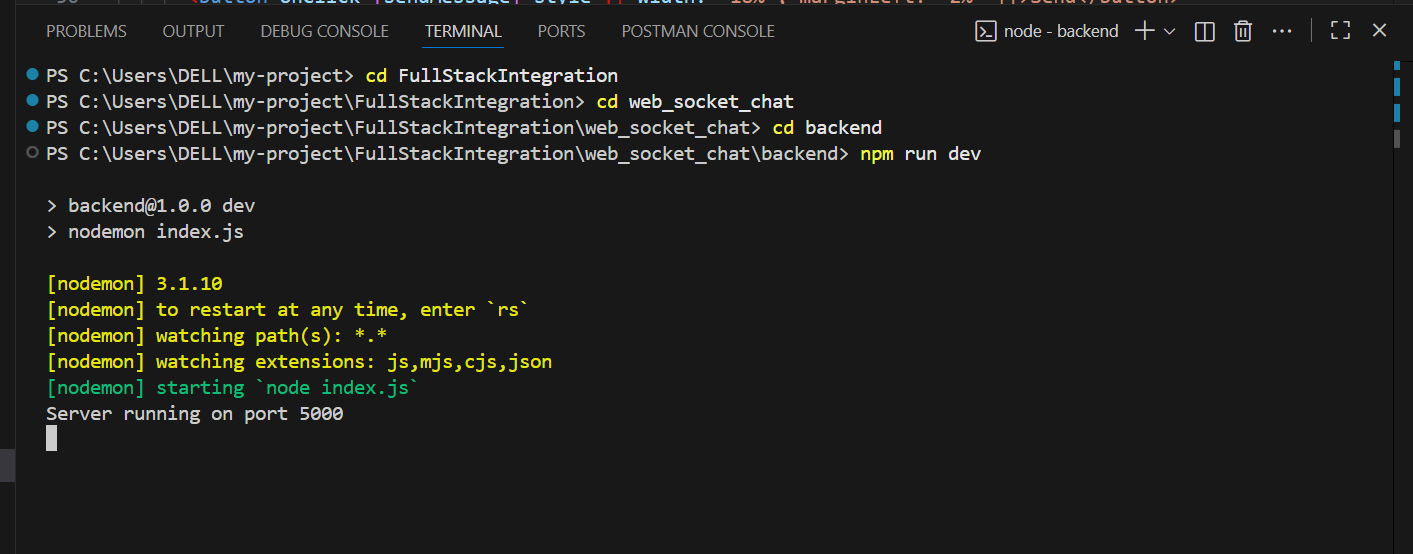 PROBLEMS OUTPUT DEBUG CONSOLE TERMINAL PORTS POSTMAN CONSOLE node - backend
PS C:\Users\DELL\my-project> cd FullStackIntegration
PS C:\Users\DELL\my-project\FullStackIntegration> cd web_socket_chat
PS C:\Users\DELL\my-project\FullStackIntegration\web_socket_chat> cd backend
PS C:\Users\DELL\my-project\FullStackIntegration\web_socket_chat\backend> npm run dev
> backend@1.0.0 dev
> nodemon index.js
[nodemon] 3.1.10
[nodemon] to restart at any time, enter `rs`
[nodemon] watching path(s): *.*
[nodemon] watching extensions: js,mjs,cjs,json
[nodemon] starting `node index.js`
Server running on port 5000